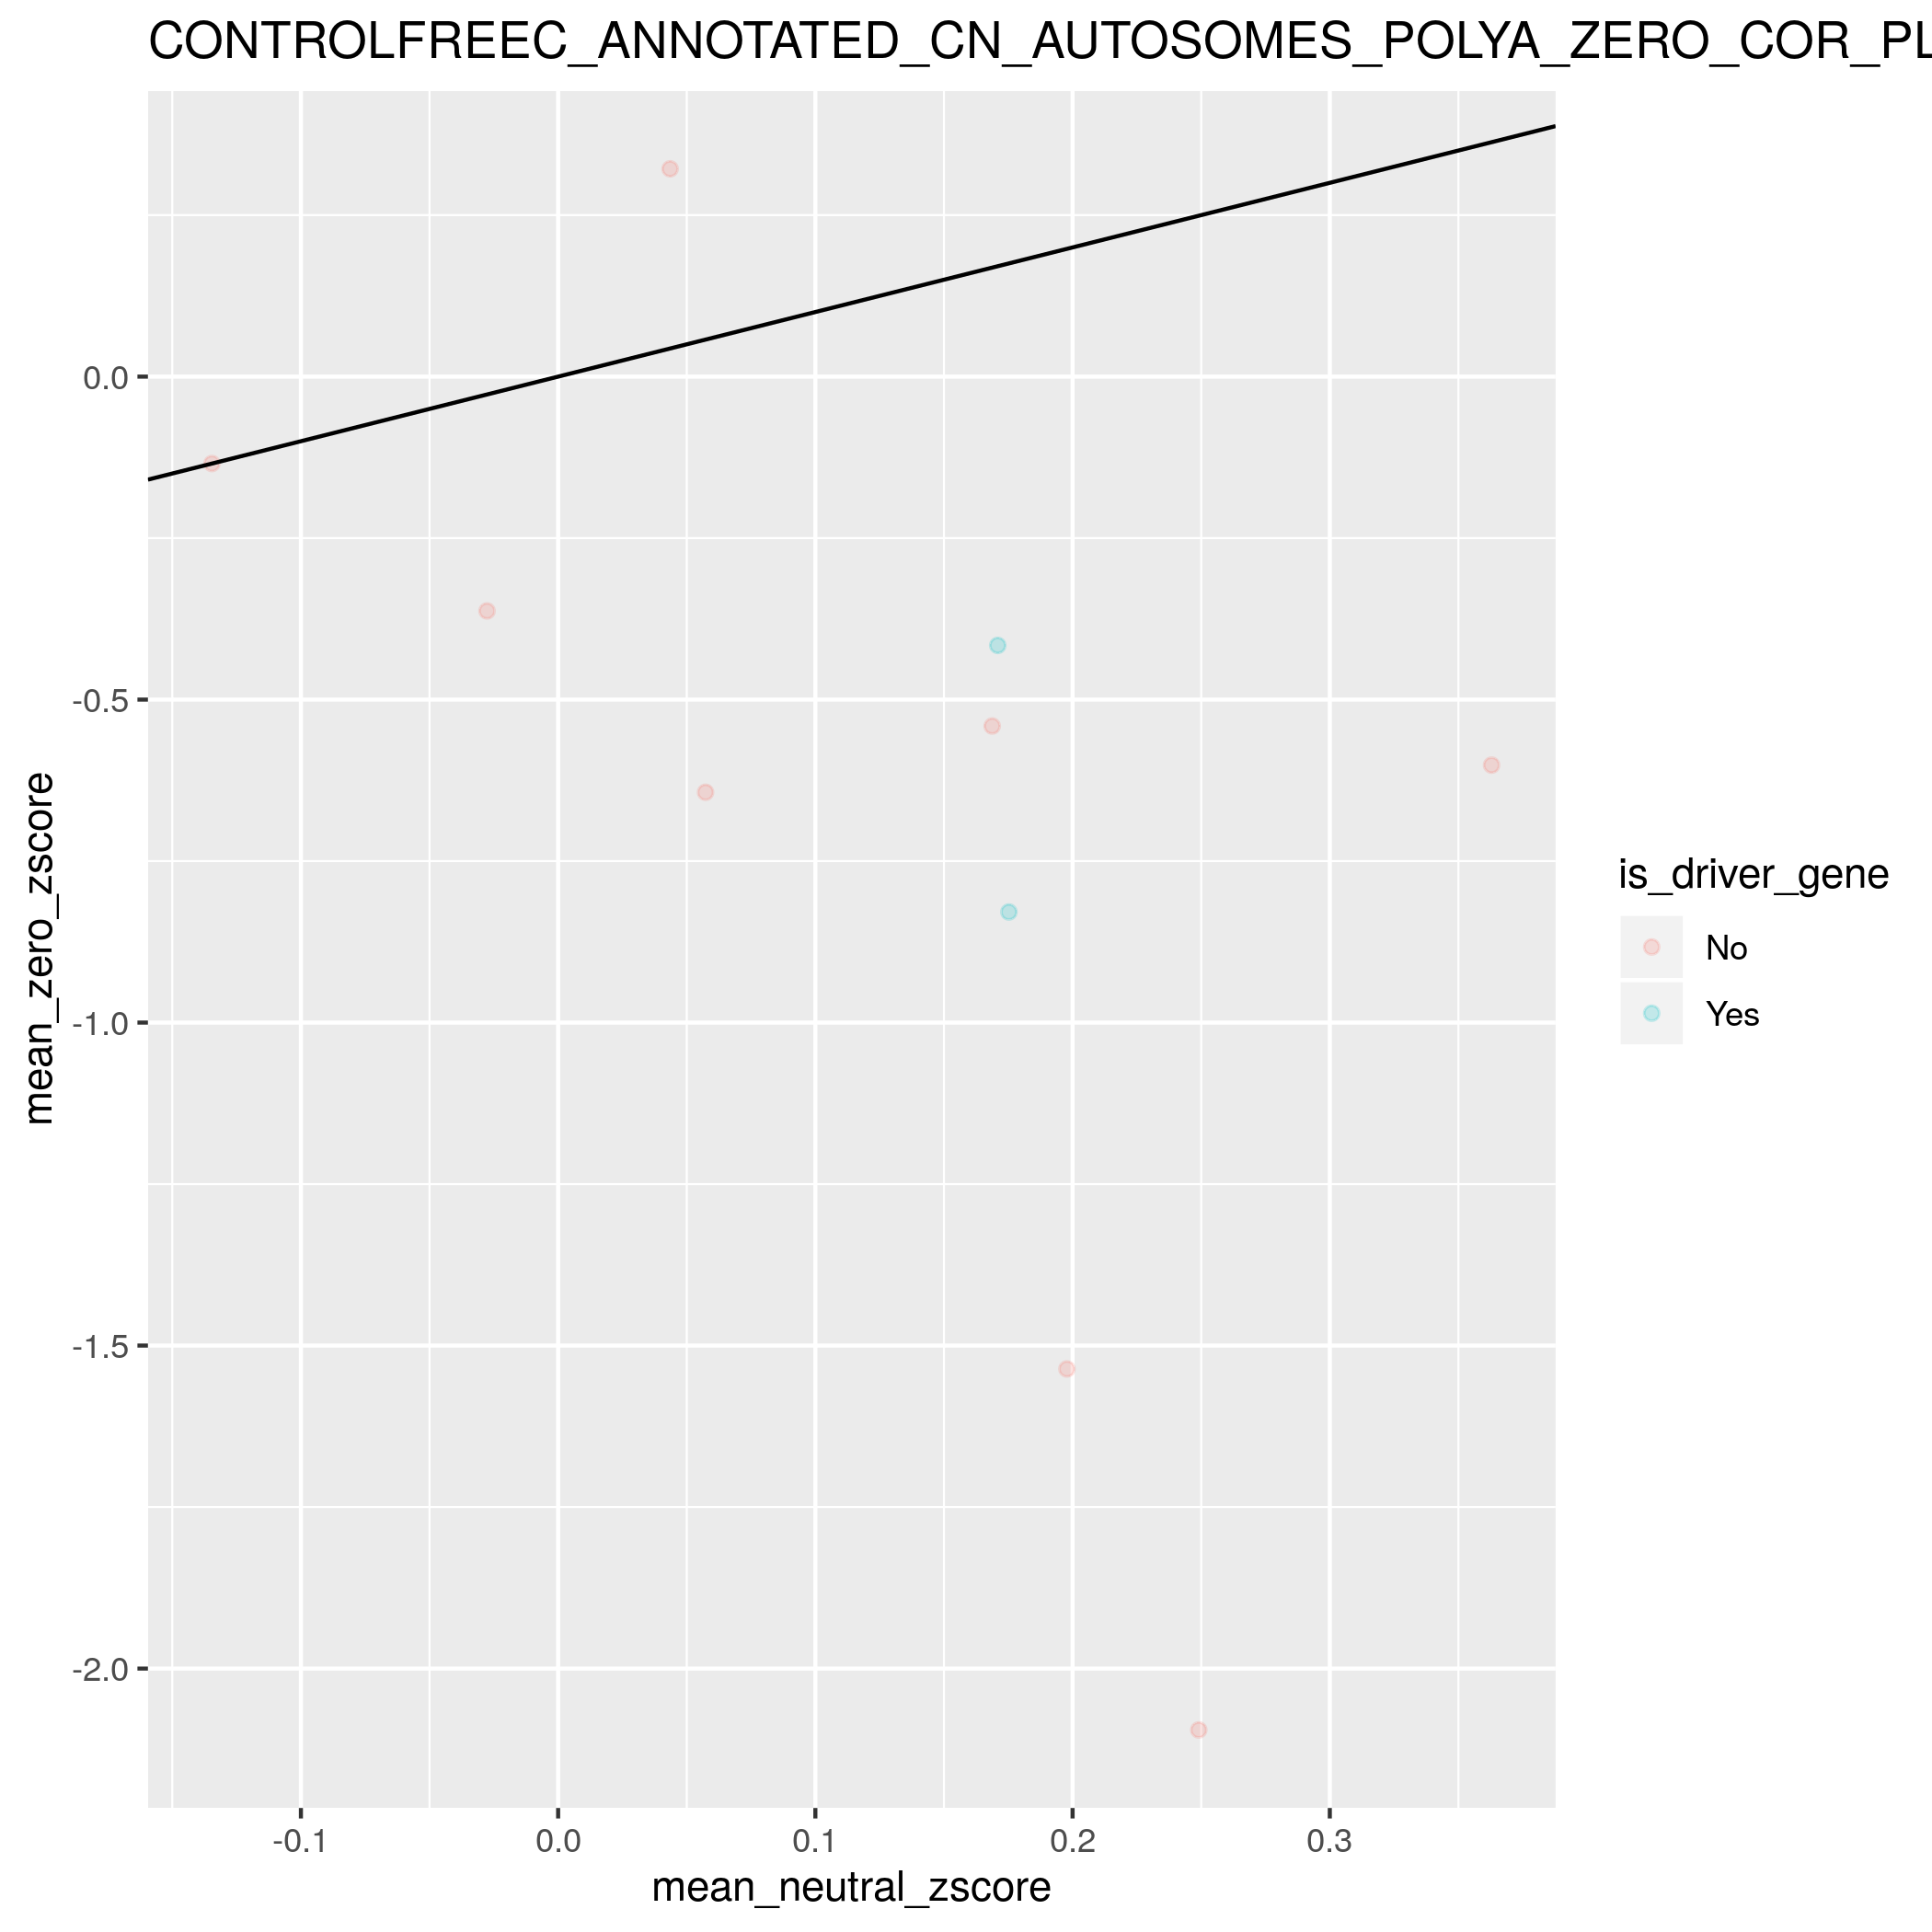 CONTROLFREEC_ANNOTATED_CN_AUTOSOMES_POLYA_ZERO_COR_PL
mean_zero_zscore
0.0
-0.5
-1.0
-1.5
-2.0
-0.1
0.0
0.1
0.2
0.3
mean_neutral_zscore
is_driver_gene
No
Yes